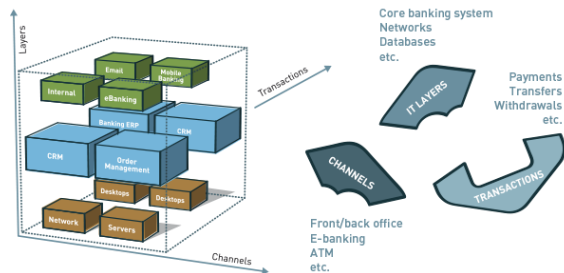 Layers
Email
Mobile
Banking
Internal
eBanking
Banking ERP
CRM
CRM
Order
Management
Desktops
Desktops
Network
Servers
Channels
Transactions
Core banking system
Networks
Databases
etc.
IT LAYERS
Payments
Transfers
Withdrawals
etc.
CHANNELS
TRANSACTIONS
Front/back office
E-banking
ATM
etc.